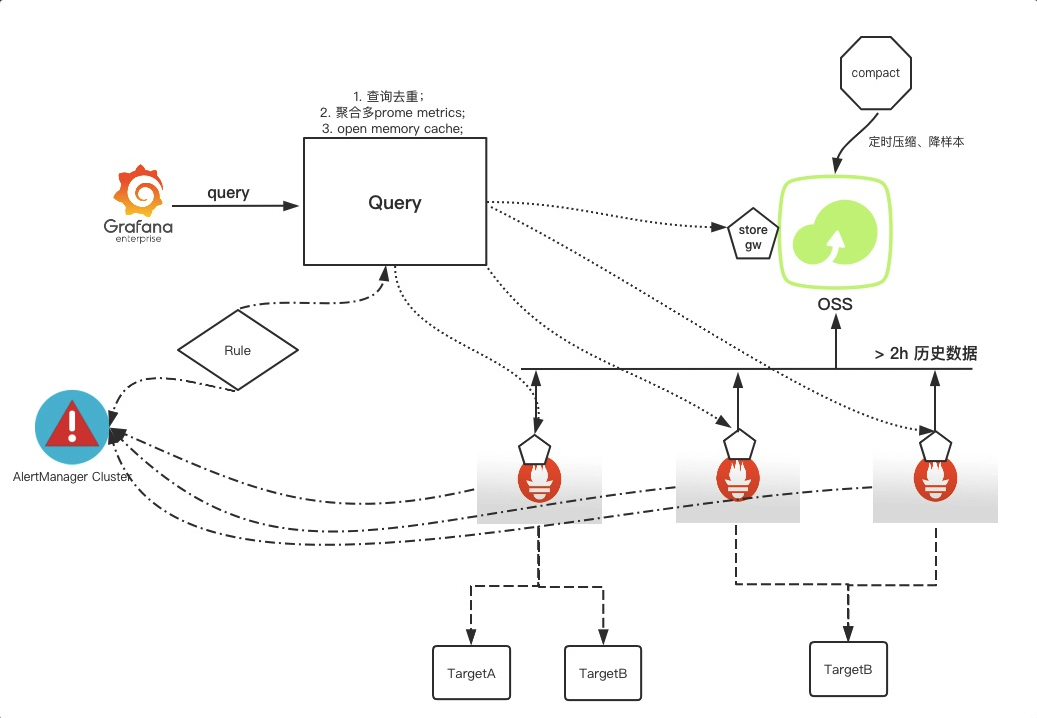 compact
1. 查询去重；
2. 聚合多prome metrics;
3. open memory cache;
定时压缩、降样本
query
Query
Grafana
enterprise
store
gw
OSS
Rule
> 2h 历史数据
AlertManager Cluster
TargetA
TargetB
TargetB